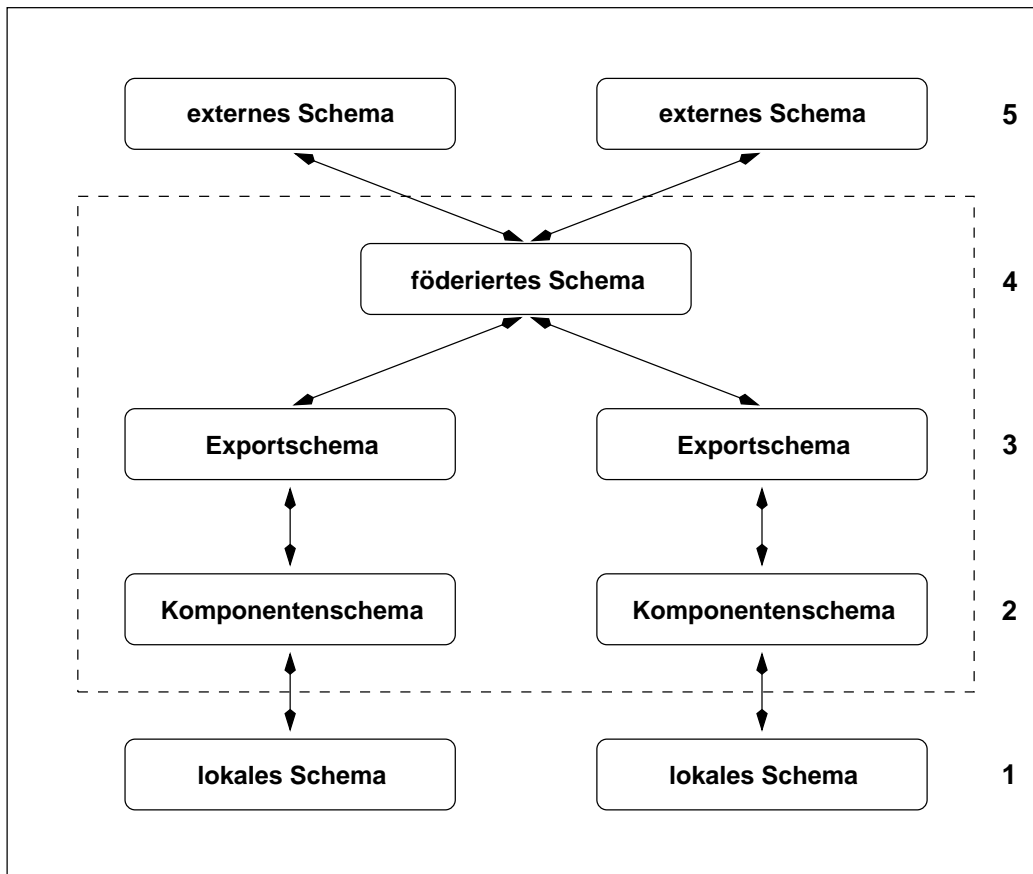 externes Schema externes Schema 5
föderiertes Schema 4
Exportschema Exportschema 3
Komponentenschema Komponentenschema 2
lokales Schema lokales Schema 1